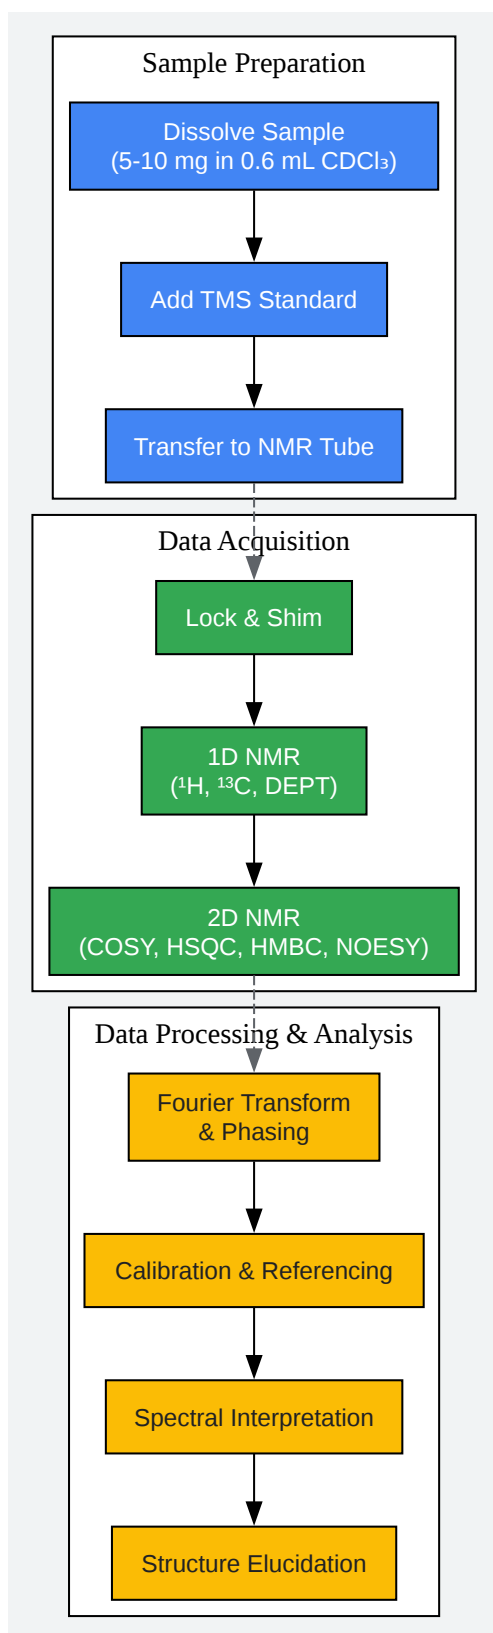 Sample Preparation
Dissolve Sample
(5-10 mg in 0.6 mL CDCl₃)
Add TMS Standard
Transfer to NMR Tube
Data Acquisition
Lock & Shim
1D NMR
(¹H, ¹³C, DEPT)
2D NMR
(COSY, HSQC, HMBC, NOESY)
Data Processing & Analysis
Fourier Transform
& Phasing
Calibration & Referencing
Spectral Interpretation
Structure Elucidation